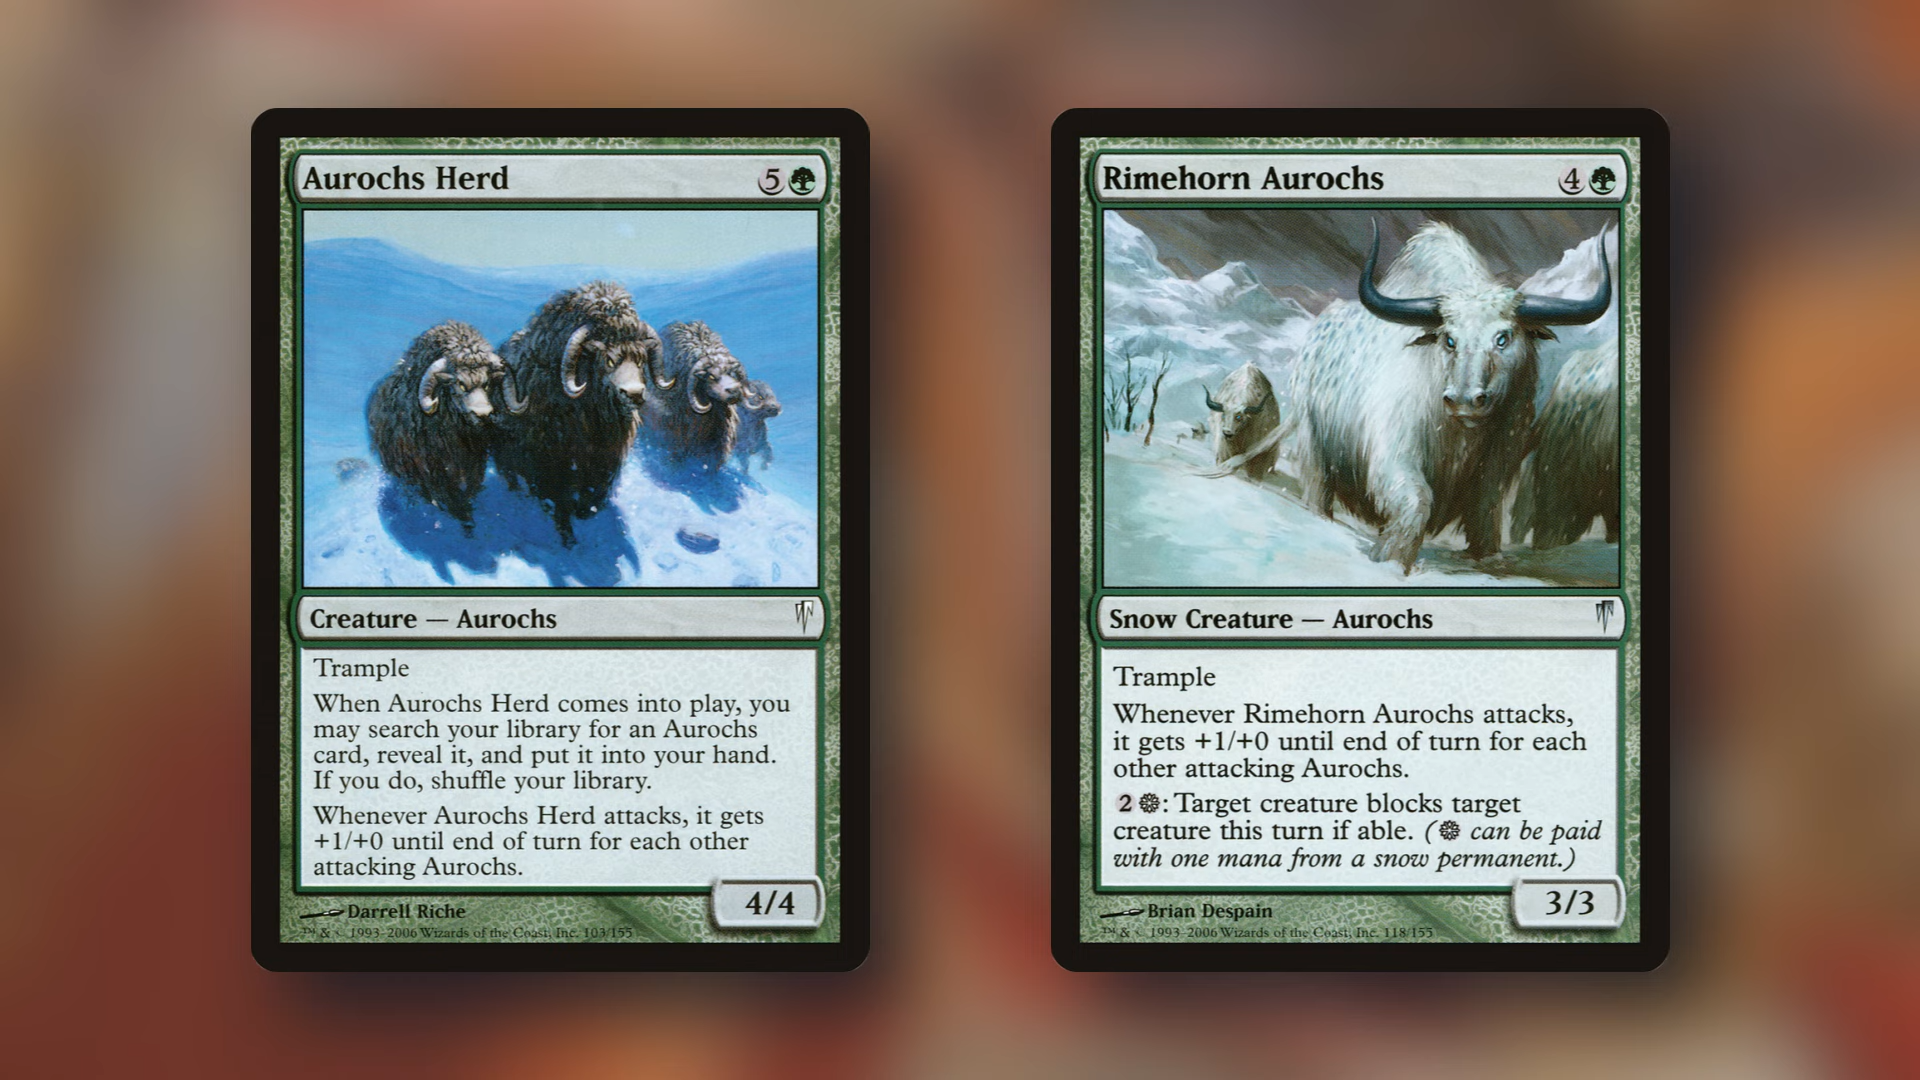 Aurochs Herd
5
Creature — Aurochs
Trample
When Aurochs Herd comes into play, you
may search your library for an Aurochs
card, reveal it, and put it into your hand.
If you do, shuffle your library.
Whenever Aurochs Herd attacks, it gets
+1/+0 until end of turn for each other
attacking Aurochs.
4/4
Darrell Riche
™ & 1993–2006 Wizards of the Coast, Inc. 103/155
Rimehorn Aurochs
4
Snow Creature — Aurochs
Trample
Whenever Rimehorn Aurochs attacks,
it gets +1/+0 until end of turn for each
other attacking Aurochs.
2 : Target creature blocks target
creature this turn if able. ( can be paid
with one mana from a snow permanent.)
3/3
Brian Despain
™ & 1993–2006 Wizards of the Coast, Inc. 118/155